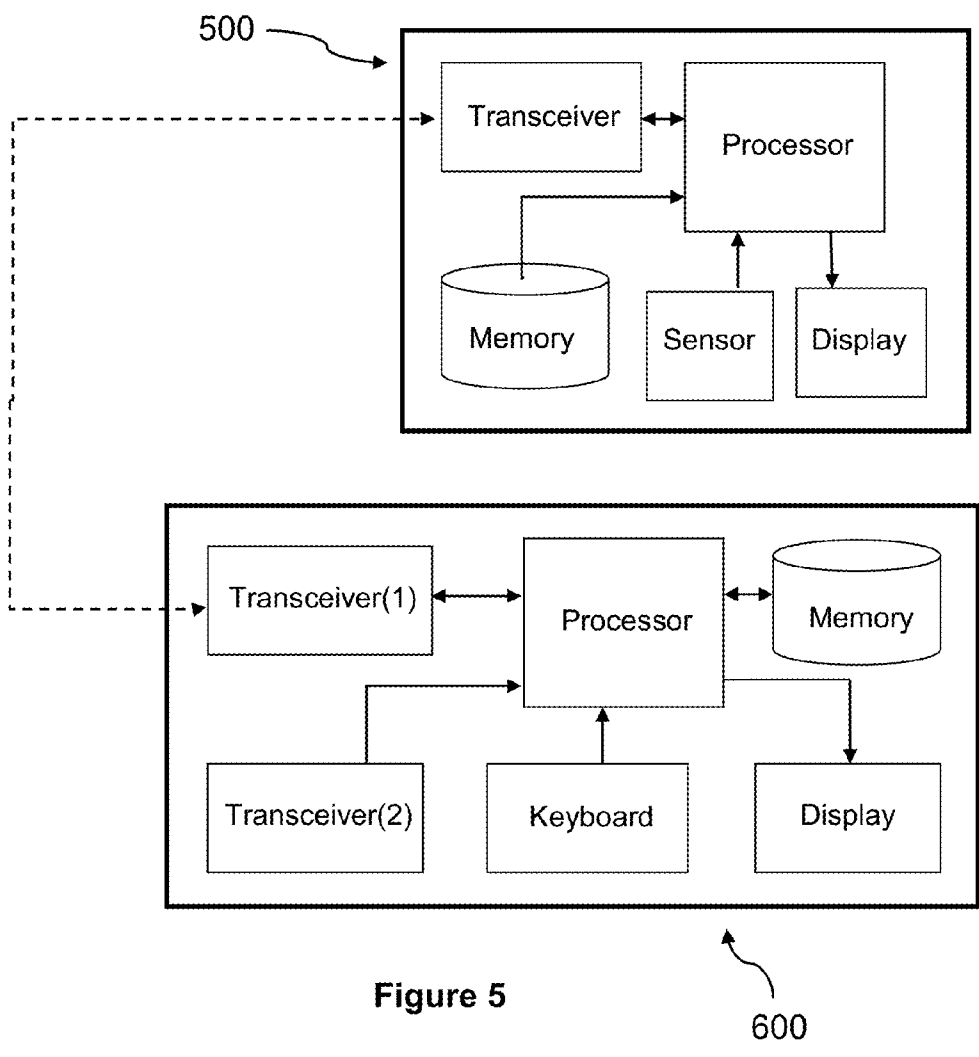 500
Transceiver
Processor
Memory
Sensor
Display
Transceiver(1)
Processor
Memory
Transceiver(2)
Keyboard
Display
Figure 5
600